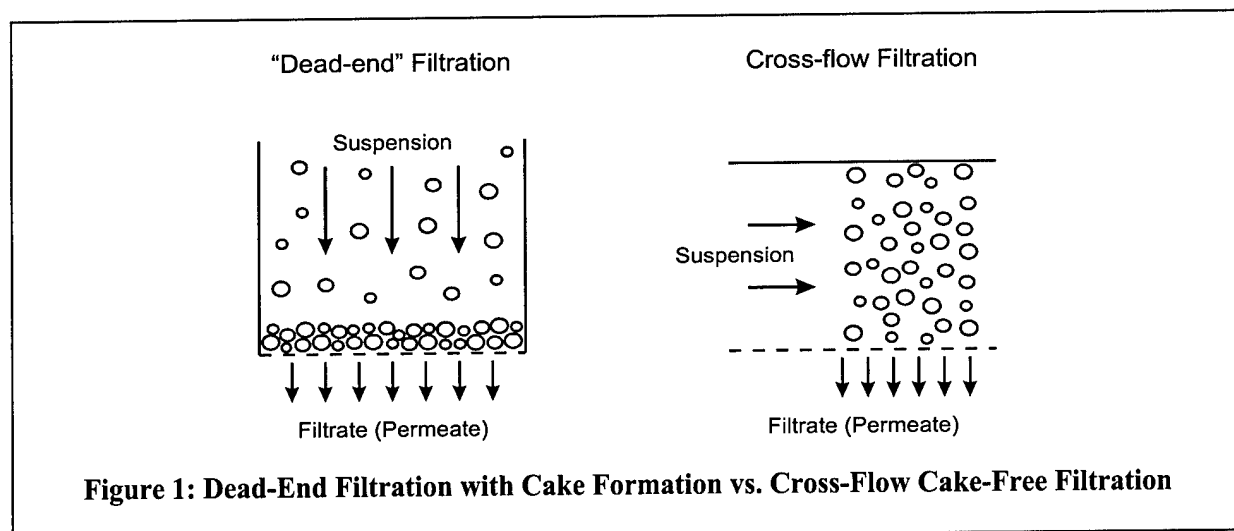 “Dead-end” Filtration
Cross-flow Filtration
Suspension
Suspension
Filtrate (Permeate)
Filtrate (Permeate)
Figure 1: Dead-End Filtration with Cake Formation vs. Cross-Flow Cake-Free Filtration